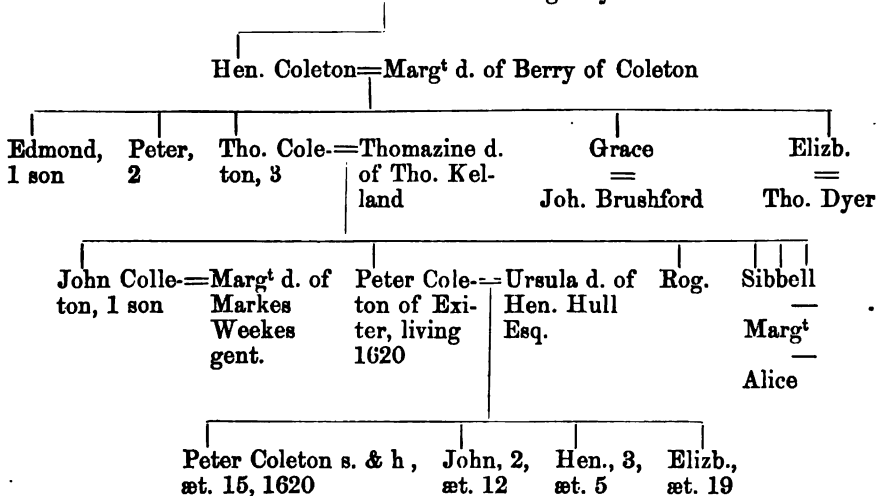 Hen. Coleton=Margᵗ d. of Berry of Coleton
Edmond, Peter, Tho. Cole-=Thomazine d. Grace Elizb.
1 son 2 ton, 3 of Tho. Kel- = =
land Joh. Brushford Tho. Dyer
John Colle-=Margᵗ d. of Peter Cole-=Ursula d. of Rog. Sibbell
ton, 1 son Markes ton of Exi- Hen. Hull —
Weekes ter, living Esq. Margᵗ
gent. 1620 —
Alice
Peter Coleton s. & h, John, 2, Hen., 3, Elizb.,
æt. 15, 1620 æt. 12 æt. 5 æt. 19